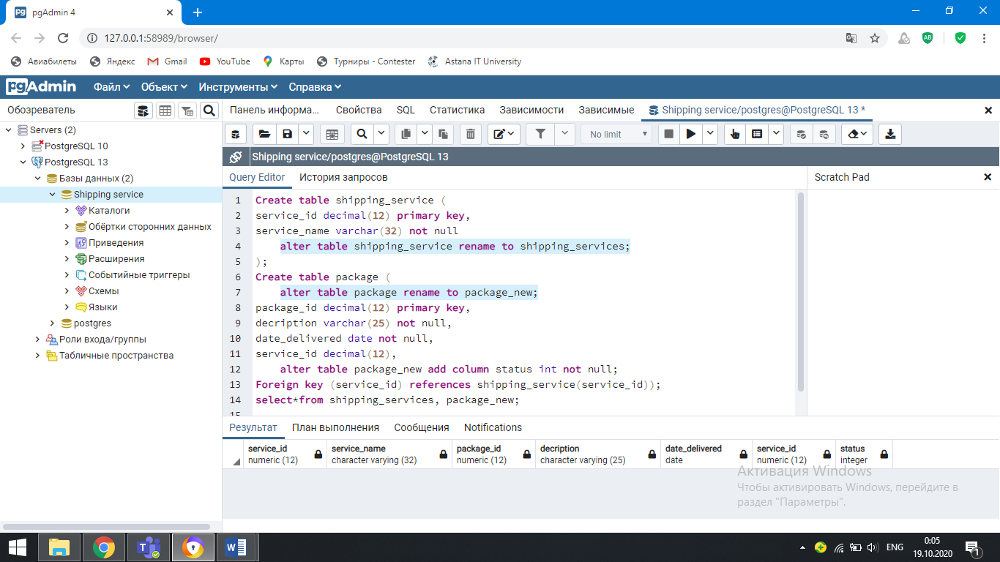 pgAdmin 4
127.0.0.1:58989/browser/
Авиабилеты Яндекс Gmail YouTube Карты Турниры - Contester Astana IT University
pgAdmin Файл Объект Инструменты Справка
Обозреватель
Панель информа... Свойства SQL Статистика Зависимости Зависимые Shipping service/postgres@PostgreSQL 13 *
No limit
Shipping service/postgres@PostgreSQL 13
Servers (2)
PostgreSQL 10
PostgreSQL 13
Базы данных (2)
Shipping service
Каталоги
Обёртки сторонних данных
Приведения
Расширения
Событийные триггеры
Схемы
Языки
postgres
Роли входа/группы
Табличные пространства
Query Editor История запросов
Scratch Pad
1 Create table shipping_service (
2 service_id decimal(12) primary key,
3 service_name varchar(32) not null
4 alter table shipping_service rename to shipping_services;
5 );
6 Create table package (
7 alter table package rename to package_new;
8 package_id decimal(12) primary key,
9 decription varchar(25) not null,
10 date_delivered date not null,
11 service_id decimal(12),
12 alter table package_new add column status int not null;
13 Foreign key (service_id) references shipping_service(service_id));
14 select*from shipping_services, package_new;
15
Результат План выполнения Сообщения Notifications
service_id service_name package_id decription date_delivered service_id status
numeric (12) character varying (32) numeric (12) character varying (25) date numeric (12) integer
Активация Windows
Чтобы активировать Windows, перейдите в
раздел "Параметры".
ENG
0:05
19.10.2020
1